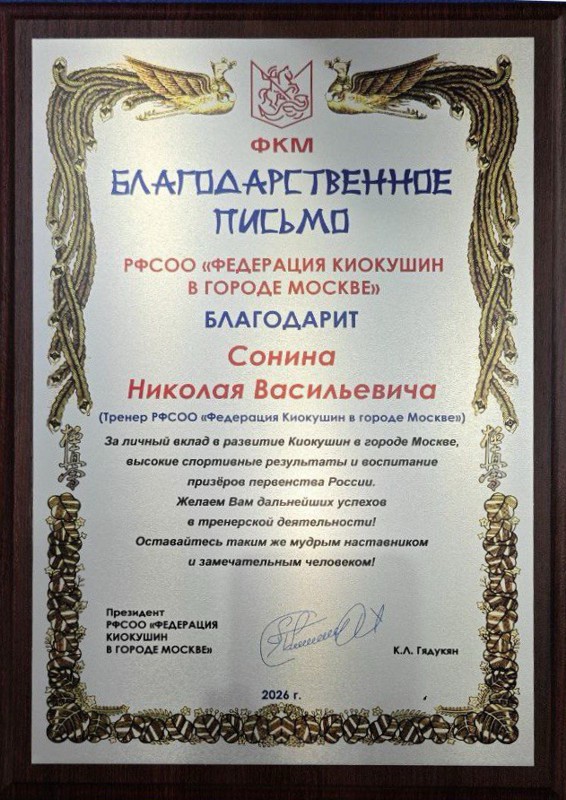 ФКМ
БЛАГОДАРСТВЕННОЕ
ПИСЬМО
РФСОО «ФЕДЕРАЦИЯ КИОКУШИН
В ГОРОДЕ МОСКВЕ»
БЛАГОДАРИТ
Сонина
Николая Васильевича
(Тренер РФСОО «Федерация Киокушин в городе Москве»)
За личный вклад в развитие Киокушин в городе Москве,
высокие спортивные результаты и воспитание
призёров первенства России.
Желаем Вам дальнейших успехов
в тренерской деятельности!
Оставайтесь таким же мудрым наставником
и замечательным человеком!
Президент
РФСОО «ФЕДЕРАЦИЯ
КИОКУШИН
В ГОРОДЕ МОСКВЕ»
К.Л. Гядукян
2026 г.